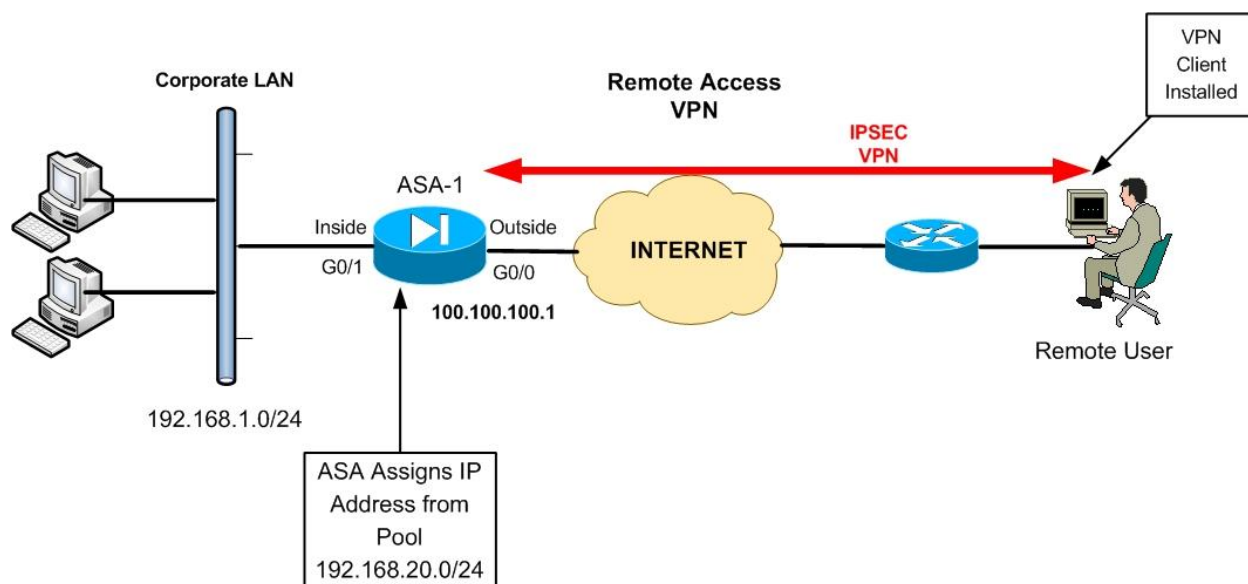 VPN
Client
Installed
Corporate LAN
Remote Access
VPN
IPSEC
VPN
ASA-1
Inside
Outside
G0/1
G0/0
100.100.100.1
INTERNET
Remote User
192.168.1.0/24
ASA Assigns IP
Address from
Pool
192.168.20.0/24